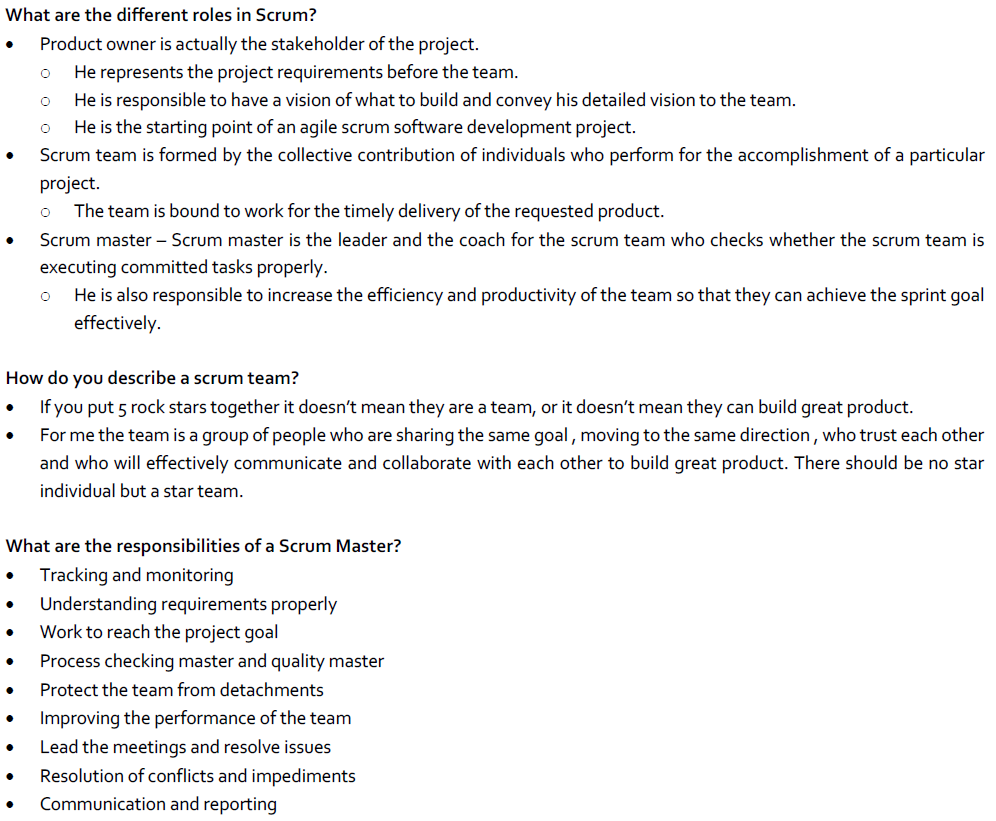 What are the different roles in Scrum?
• Product owner is actually the stakeholder of the project.
○ He represents the project requirements before the team.
○ He is responsible to have a vision of what to build and convey his detailed vision to the team.
○ He is the starting point of an agile scrum software development project.
• Scrum team is formed by the collective contribution of individuals who perform for the accomplishment of a particular
project.
○ The team is bound to work for the timely delivery of the requested product.
• Scrum master – Scrum master is the leader and the coach for the scrum team who checks whether the scrum team is
executing committed tasks properly.
○ He is also responsible to increase the efficiency and productivity of the team so that they can achieve the sprint goal
effectively.
How do you describe a scrum team?
• If you put 5 rock stars together it doesn’t mean they are a team, or it doesn’t mean they can build great product.
• For me the team is a group of people who are sharing the same goal , moving to the same direction , who trust each other
and who will effectively communicate and collaborate with each other to build great product. There should be no star
individual but a star team.
What are the responsibilities of a Scrum Master?
• Tracking and monitoring
• Understanding requirements properly
• Work to reach the project goal
• Process checking master and quality master
• Protect the team from detachments
• Improving the performance of the team
• Lead the meetings and resolve issues
• Resolution of conflicts and impediments
• Communication and reporting